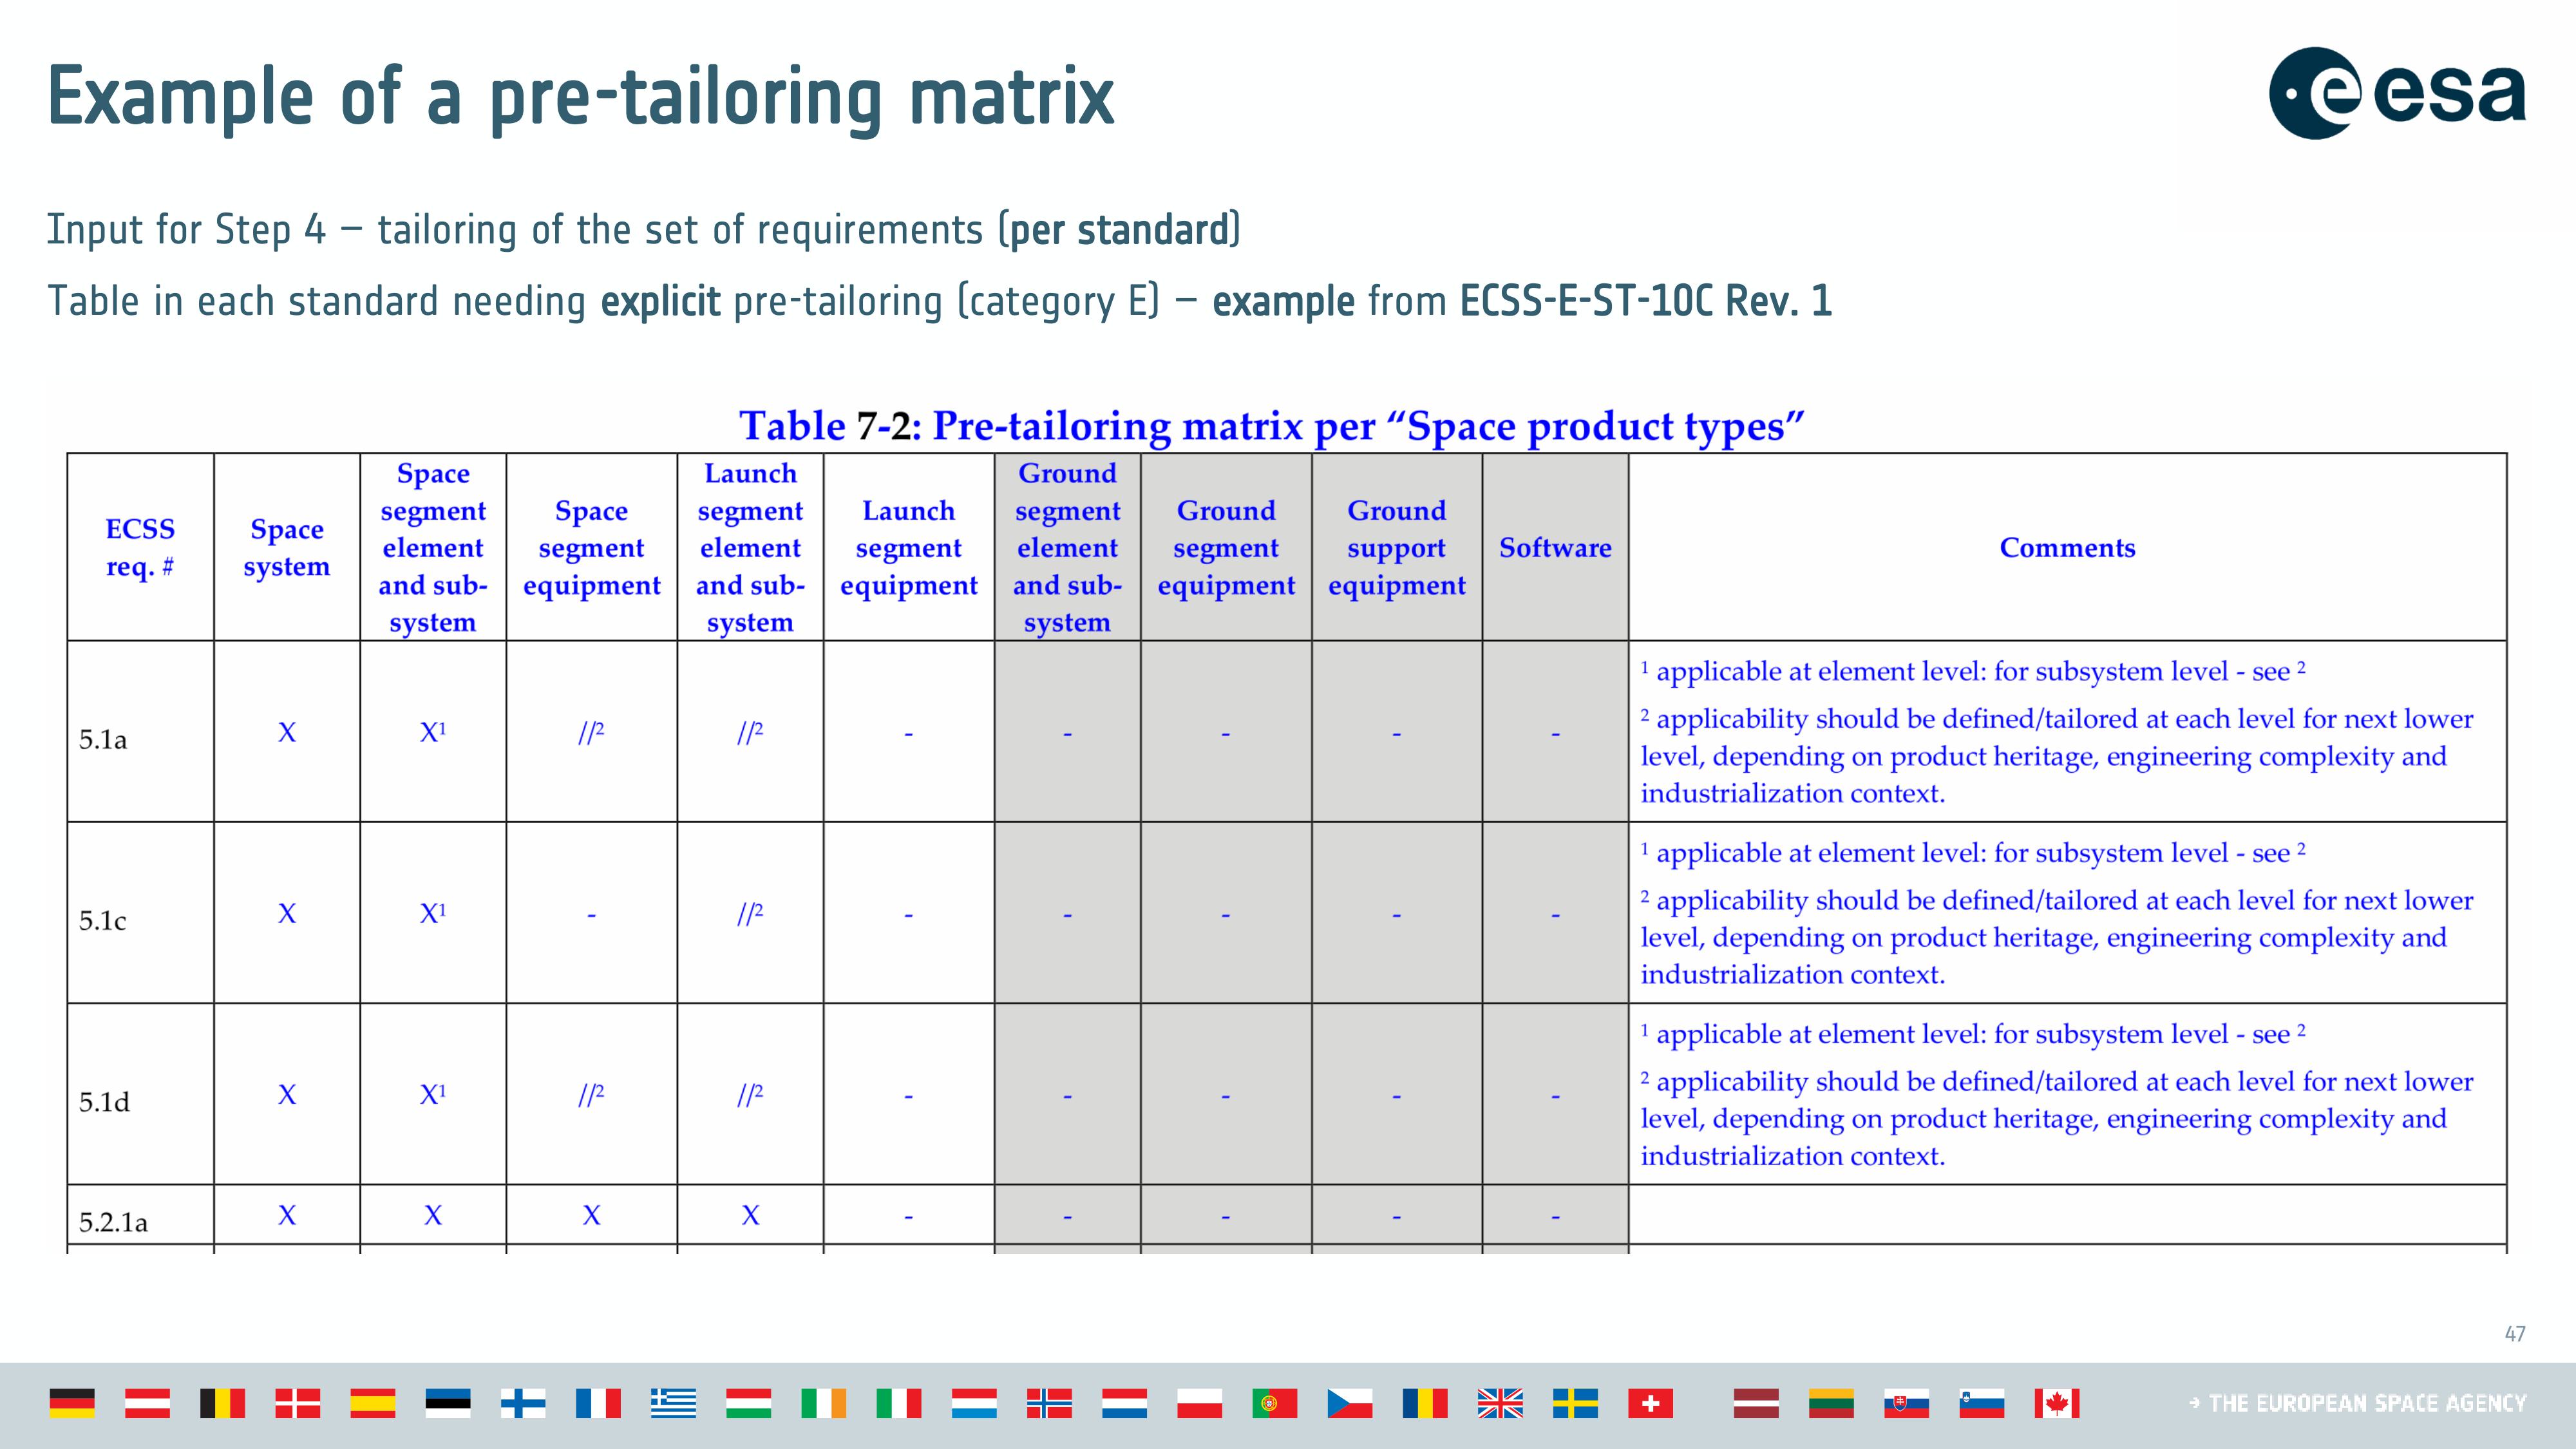 Example of a pre-tailoring matrix
esa
Input for Step 4 – tailoring of the set of requirements (per standard)
Table in each standard needing explicit pre-tailoring (category E) – example from ECSS-E-ST-10C Rev. 1
Table 7-2: Pre-tailoring matrix per “Space product types”
ECSS
req. #
Space
system
Space
segment
element
and sub-
system
Space
segment
equipment
Launch
segment
element
and sub-
system
Launch
segment
equipment
Ground
segment
element
and sub-
system
Ground
segment
equipment
Ground
support
equipment
Software
Comments
5.1a X X¹ //² //² - - - - -
¹ applicable at element level: for subsystem level - see ²
² applicability should be defined/tailored at each level for next lower
level, depending on product heritage, engineering complexity and
industrialization context.
5.1c X X¹ - //² - - - - -
¹ applicable at element level: for subsystem level - see ²
² applicability should be defined/tailored at each level for next lower
level, depending on product heritage, engineering complexity and
industrialization context.
5.1d X X¹ //² //² - - - - -
¹ applicable at element level: for subsystem level - see ²
² applicability should be defined/tailored at each level for next lower
level, depending on product heritage, engineering complexity and
industrialization context.
5.2.1a X X X X - - - - -
47
→ THE EUROPEAN SPACE AGENCY